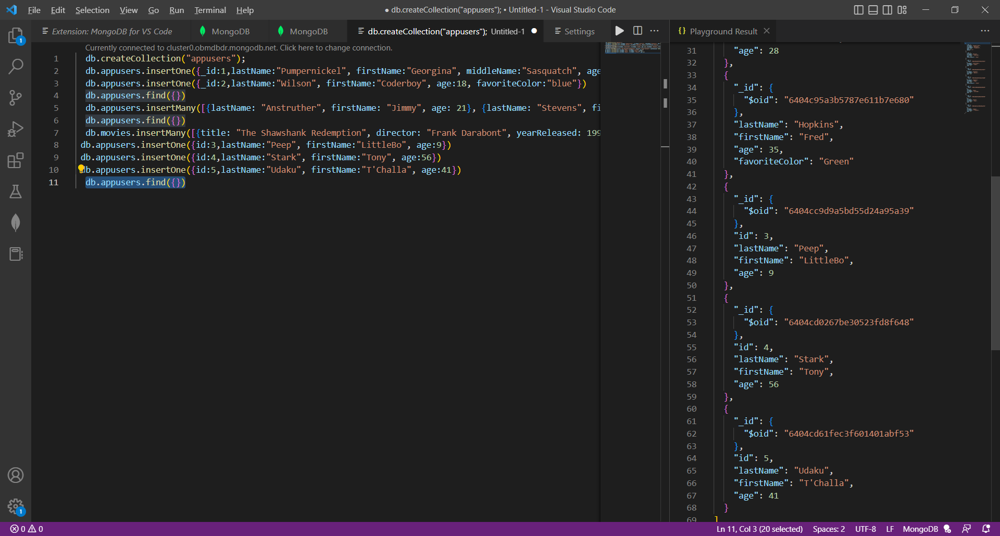 File Edit Selection View Go Run Terminal Help
● db.createCollection("appusers"); • Untitled-1 - Visual Studio Code
Extension: MongoDB for VS Code
MongoDB
MongoDB
db.createCollection("appusers"); Untitled-1 ●
Settings
Currently connected to cluster0.obmdbdr.mongodb.net. Click here to change connection.
1 db.createCollection("appusers");
2 db.appusers.insertOne({_id:1,lastName:"Pumpernickel", firstName:"Georgina", middleName:"Sasquatch", age
3 db.appusers.insertOne({_id:2,lastName:"Wilson", firstName:"Coderboy", age:18, favoriteColor:"blue"})
4 db.appusers.find({})
5 db.appusers.insertMany([{lastName: "Anstruther", firstName: "Jimmy", age: 21}, {lastName: "Stevens", fi
6 db.appusers.find({})
7 db.movies.insertMany([{title: "The Shawshank Redemption", director: "Frank Darabont", yearReleased: 199
8 db.appusers.insertOne({id:3,lastName:"Peep", firstName:"LittleBo", age:9})
9 db.appusers.insertOne({id:4,lastName:"Stark", firstName:"Tony", age:56})
10 db.appusers.insertOne({id:5,lastName:"Udaku", firstName:"T'Challa", age:41})
11 db.appusers.find({})
{} Playground Result
31 "age": 28
32 },
33 {
34 "_id": {
35 "$oid": "6404c95a3b5787e611b7e680"
36 },
37 "lastName": "Hopkins",
38 "firstName": "Fred",
39 "age": 35,
40 "favoriteColor": "Green"
41 },
42 {
43 "_id": {
44 "$oid": "6404cc9d9a5bd55d24a95a39"
45 },
46 "id": 3,
47 "lastName": "Peep",
48 "firstName": "LittleBo",
49 "age": 9
50 },
51 {
52 "_id": {
53 "$oid": "6404cd0267be30523fd8f648"
54 },
55 "id": 4,
56 "lastName": "Stark",
57 "firstName": "Tony",
58 "age": 56
59 },
60 {
61 "_id": {
62 "$oid": "6404cd61fec3f601401abf53"
63 },
64 "id": 5,
65 "lastName": "Udaku",
66 "firstName": "T'Challa",
67 "age": 41
68 }
69 ]
1
1
0 0
Ln 11, Col 3 (20 selected) Spaces: 2 UTF-8 LF MongoDB